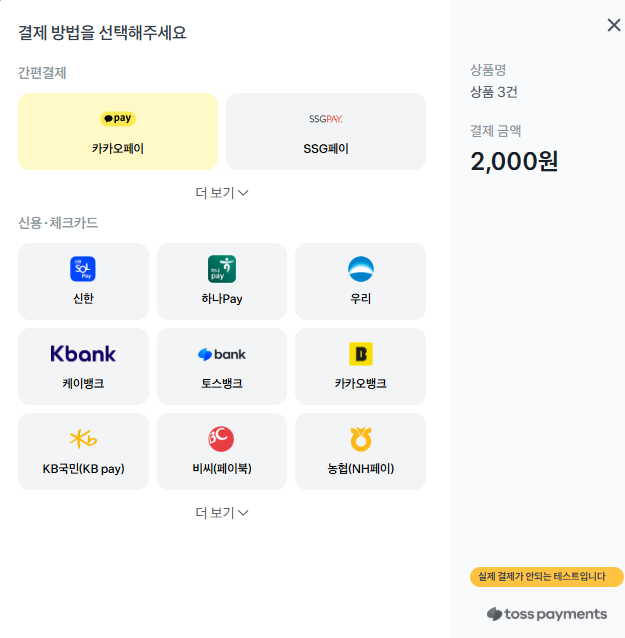 결제 방법을 선택해주세요
간편결제
pay
카카오페이
SSGPAY.
SSG페이
더 보기
신용·체크카드
신한
SOL
Pay
신한
하나
pay
하나Pay
우리
Kbank
케이뱅크
bank
토스뱅크
B
카카오뱅크
Kb
KB국민(KB pay)
BC
비씨(페이북)
농협(NH페이)
더 보기
상품명
상품 3건
결제 금액
2,000원
실제 결제가 안되는 테스트입니다
toss payments